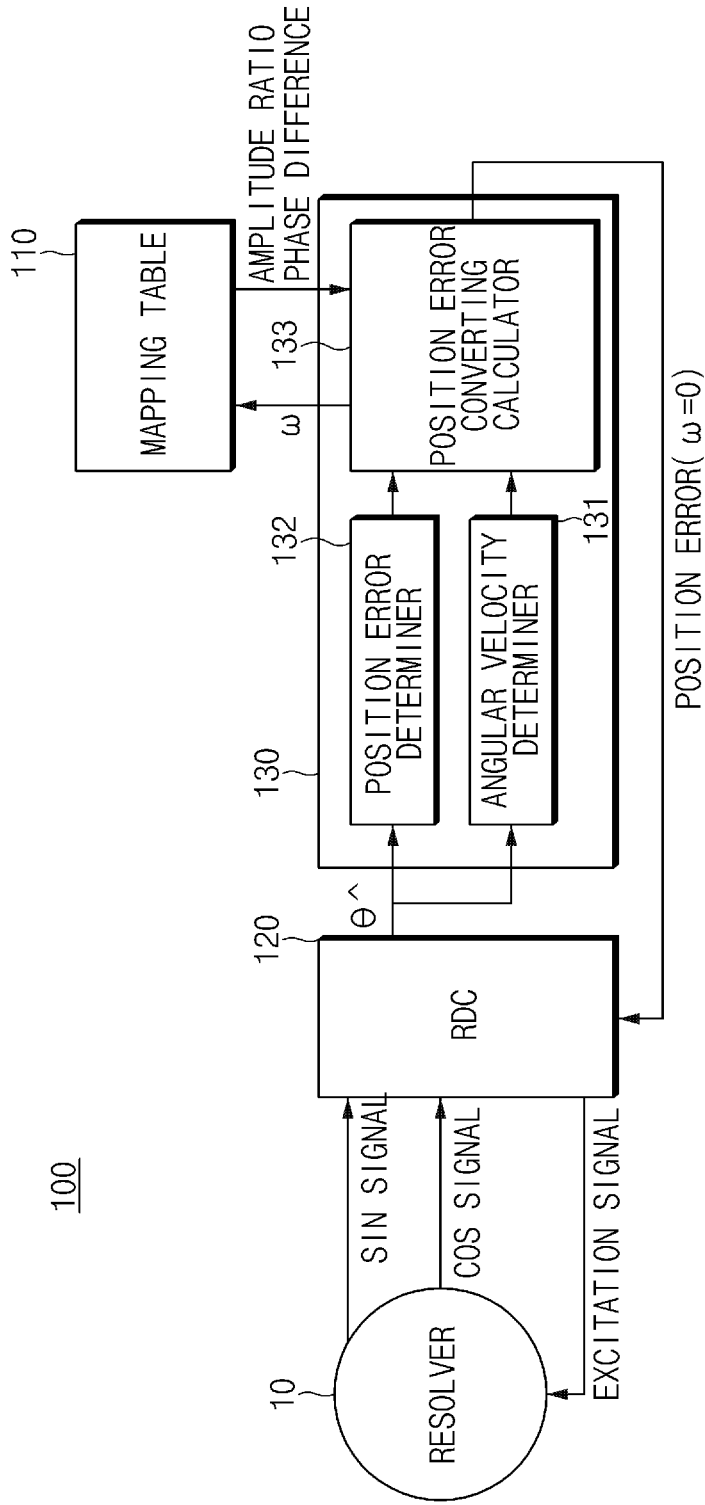 100
10
RESOLVER
SIN SIGNAL
COS SIGNAL
EXCITATION SIGNAL
120
RDC
θ^
130
132
POSITION ERROR
DETERMINER
ANGULAR VELOCITY
DETERMINER
131
133
POSITION ERROR
CONVERTING
CALCULATOR
ω
AMPLITUDE RATIO
PHASE DIFFERENCE
110
MAPPING TABLE
POSITION ERROR(ω=0)